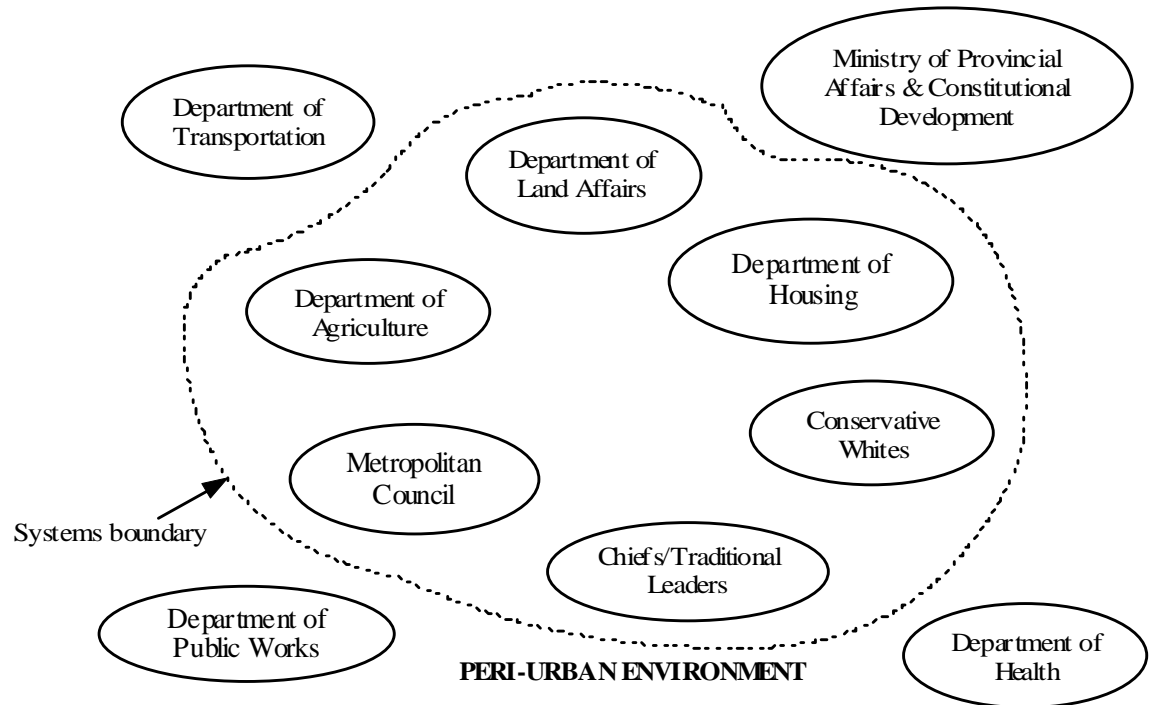 Ministry of Provincial
Affairs & Constitutional
Development
Department of
Transportation
Department of
Land Affairs
Department of
Housing
Department of
Agriculture
Conservative
Whites
Metropolitan
Council
Systems boundary
Chiefs/Traditional
Leaders
Department of
Public Works
Department of
Health
PERI-URBAN ENVIRONMENT